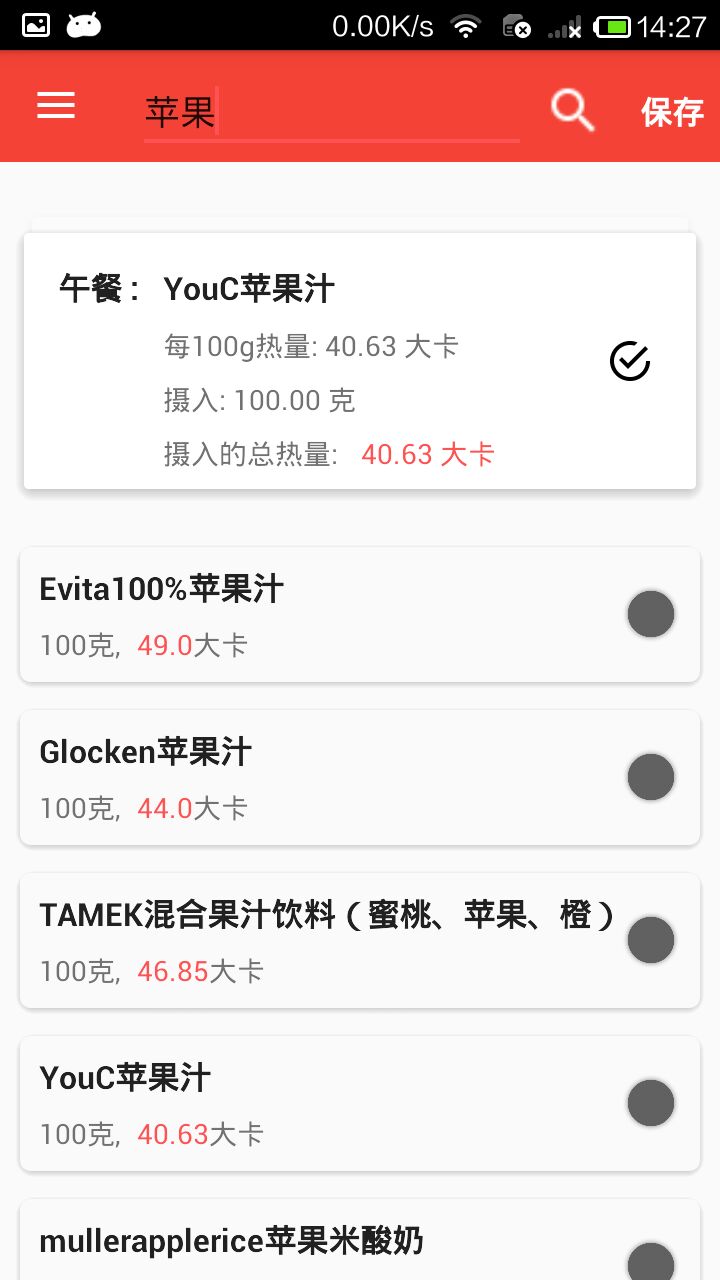 0.00K/s 14:27
苹果 保存
午餐： YouC苹果汁
每100g热量: 40.63 大卡
摄入: 100.00 克
摄入的总热量: 40.63 大卡
Evita100%苹果汁
100克, 49.0大卡
Glocken苹果汁
100克, 44.0大卡
TAMEK混合果汁饮料（蜜桃、苹果、橙）
100克, 46.85大卡
YouC苹果汁
100克, 40.63大卡
mullerapplerice苹果米酸奶